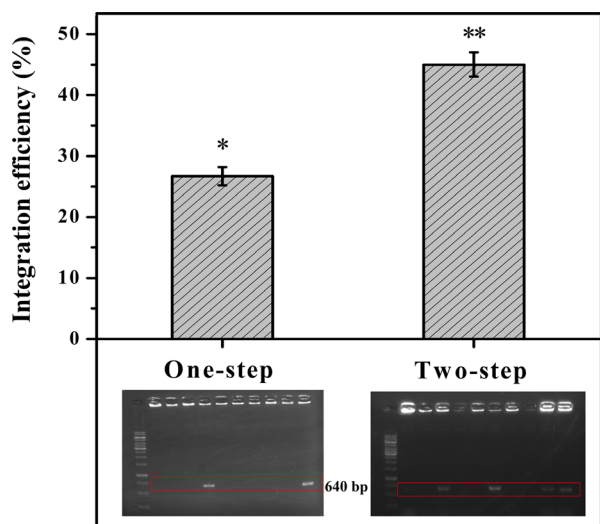 Integration efficiency (%)
50
40
30
20
10
0
*
**
One-step
Two-step
640 bp